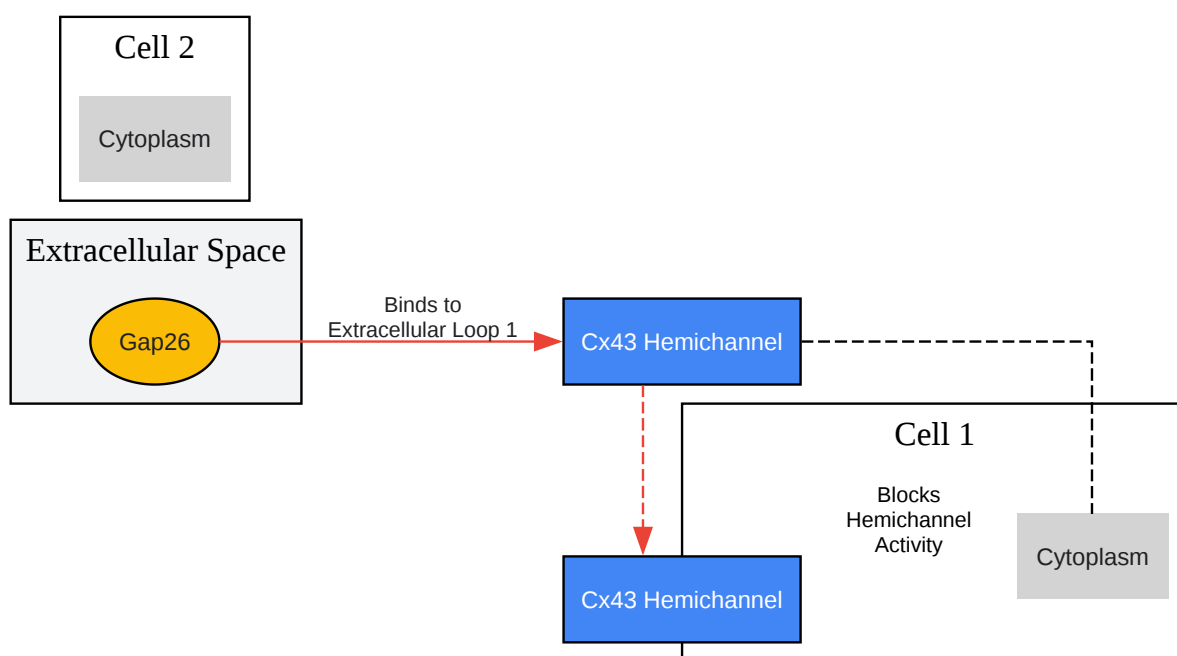 Cell 2
Cytoplasm
Extracellular Space
Gap26
Binds to
Extracellular Loop 1
Cx43 Hemichannel
Cell 1
Blocks
Hemichannel
Activity
Cytoplasm
Cx43 Hemichannel